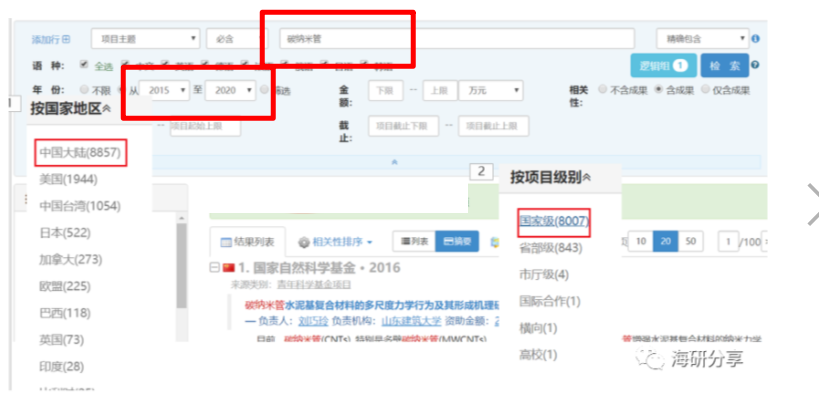 添加行 项目主题 必含 碳纳米管 精确包含
语 种: 全选
逻辑组 1 检 索
年 份: 不限 从 2015 至 2020 金额: 下限 -- 上限 万元 相关性: 不含成果 含成果 仅含成果
1
按国家地区
项目起始上限 截止: 项目截止下限 -- 项目截止上限
中国大陆(8857)
美国(1944)
中国台湾(1054)
日本(522)
加拿大(273)
欧盟(225)
巴西(118)
英国(73)
印度(28)
2
按项目级别
国家级(8007)
省部级(843)
市厅级(4)
国际合作(1)
横向(1)
高校(1)
结果列表 相关性排序 列表 摘要 10 20 50 1 /100
1. 国家自然科学基金・2016
来源类别: 青年科学基金项目
碳纳米管水泥基复合材料的多尺度力学行为及其形成机理研
— 负责人: 刘巧玲 负责机构: 山东建筑大学 资助金额: 2
目前, 碳纳米管(CNTs), 特别是多壁碳纳米管(MWCNTs)
海研分享